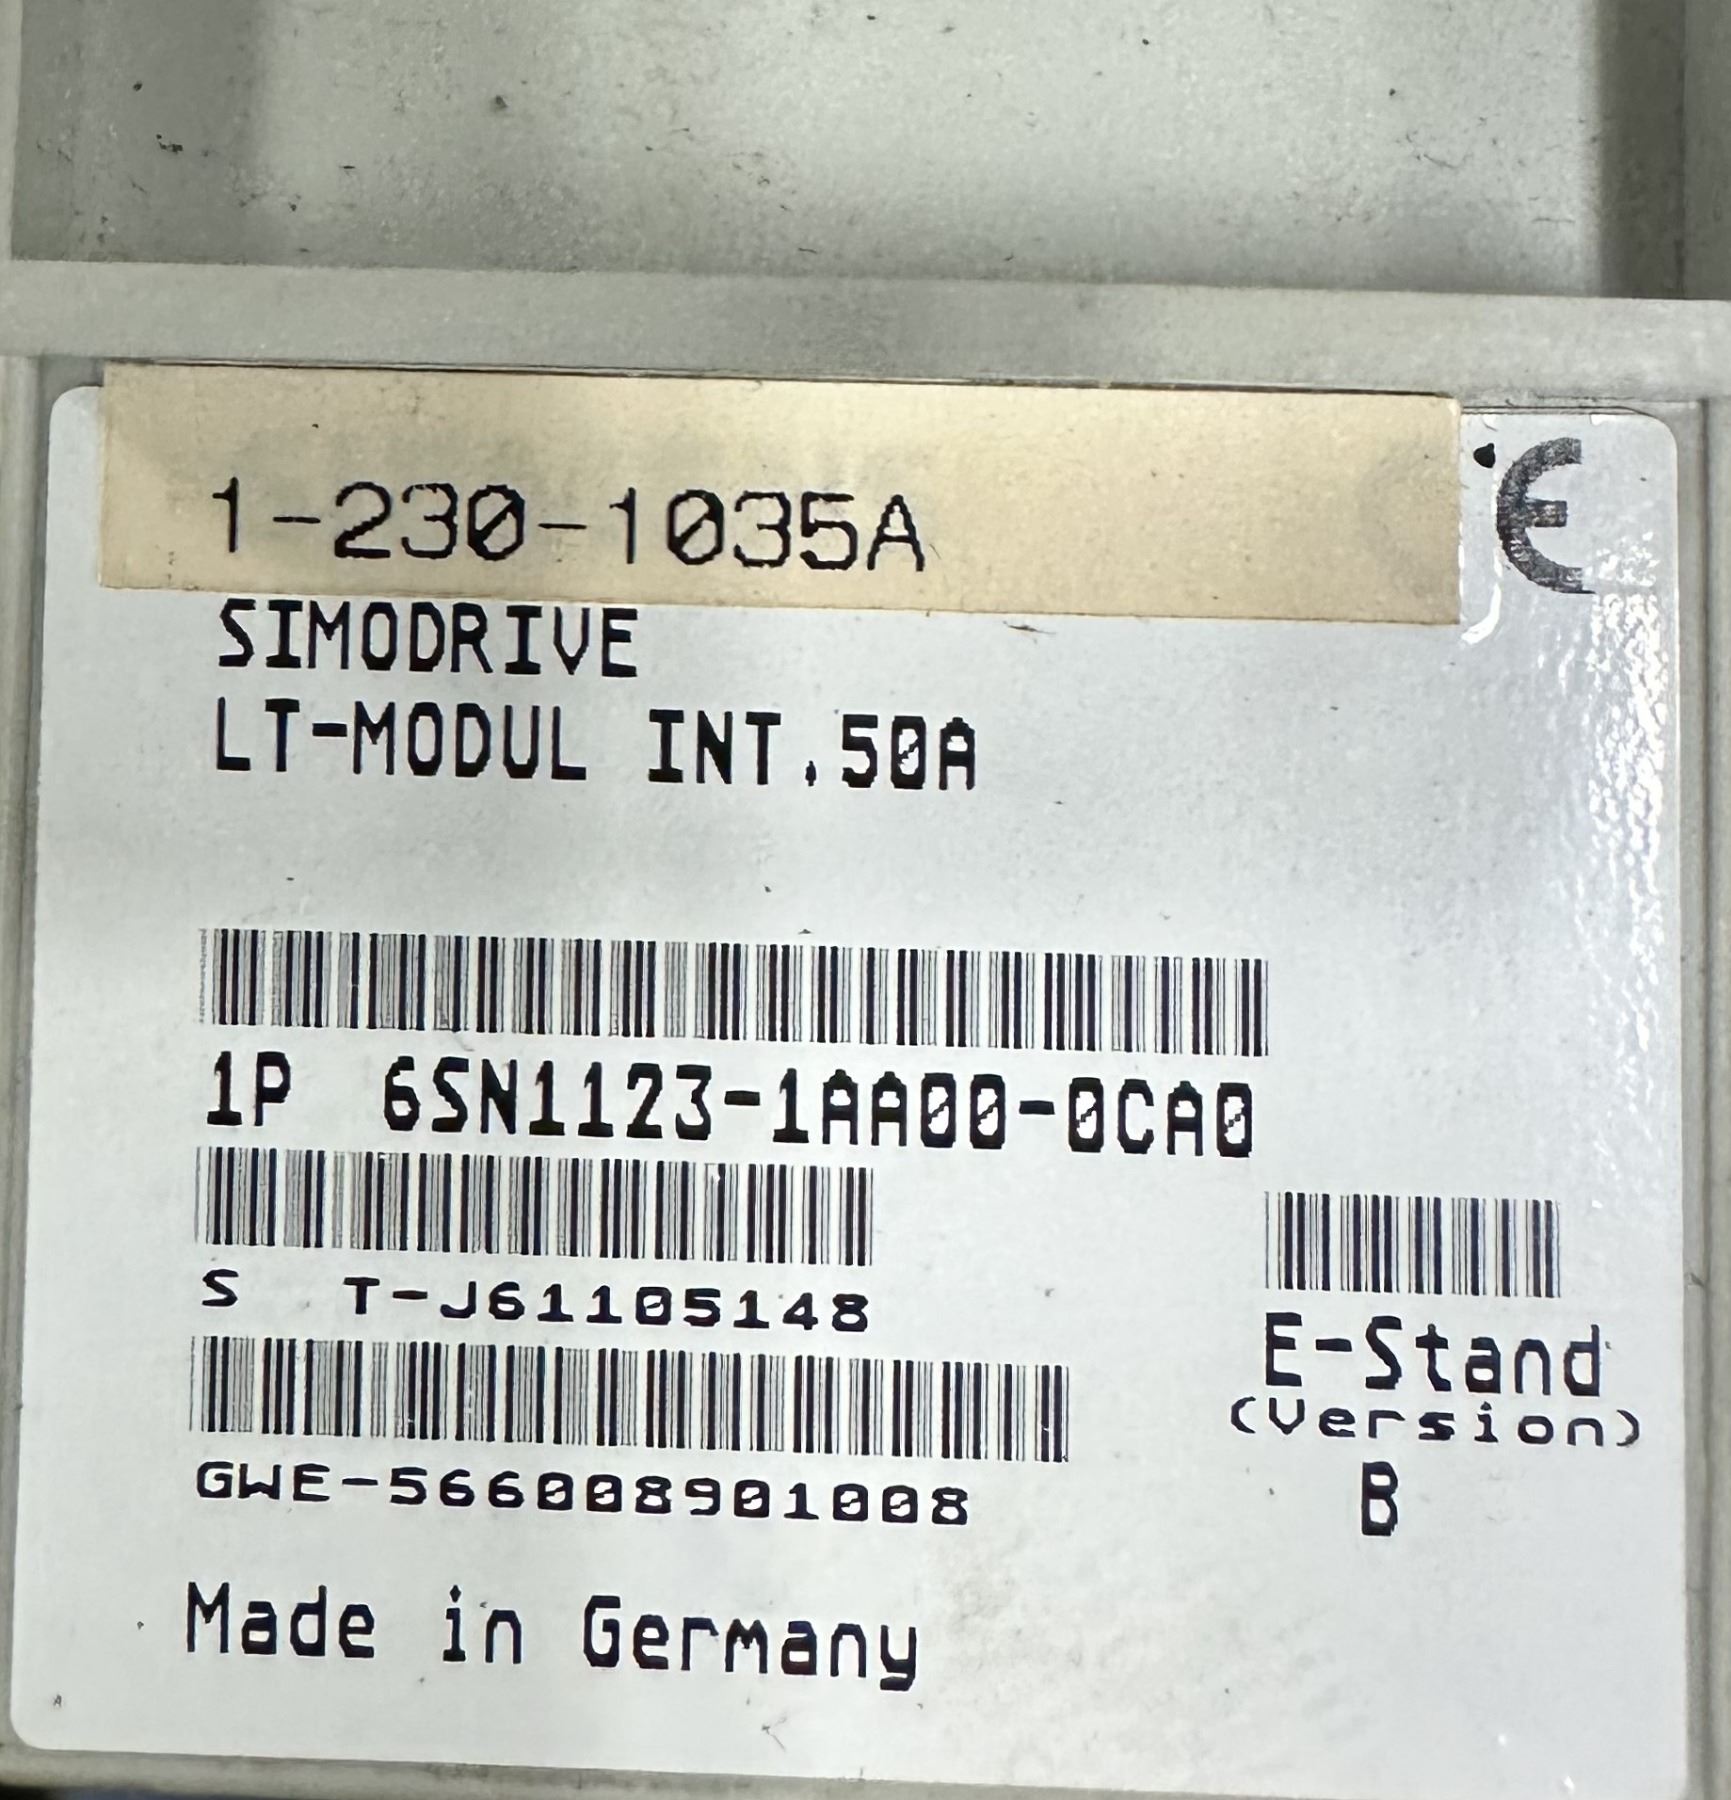 1-230-1035A
CE
SIMODRIVE
LT-MODUL INT.50A
1P 6SN1123-1AA00-0CA0
S T-J61105148
E-Stand
(Version)
B
GWE-566008901008
Made in Germany